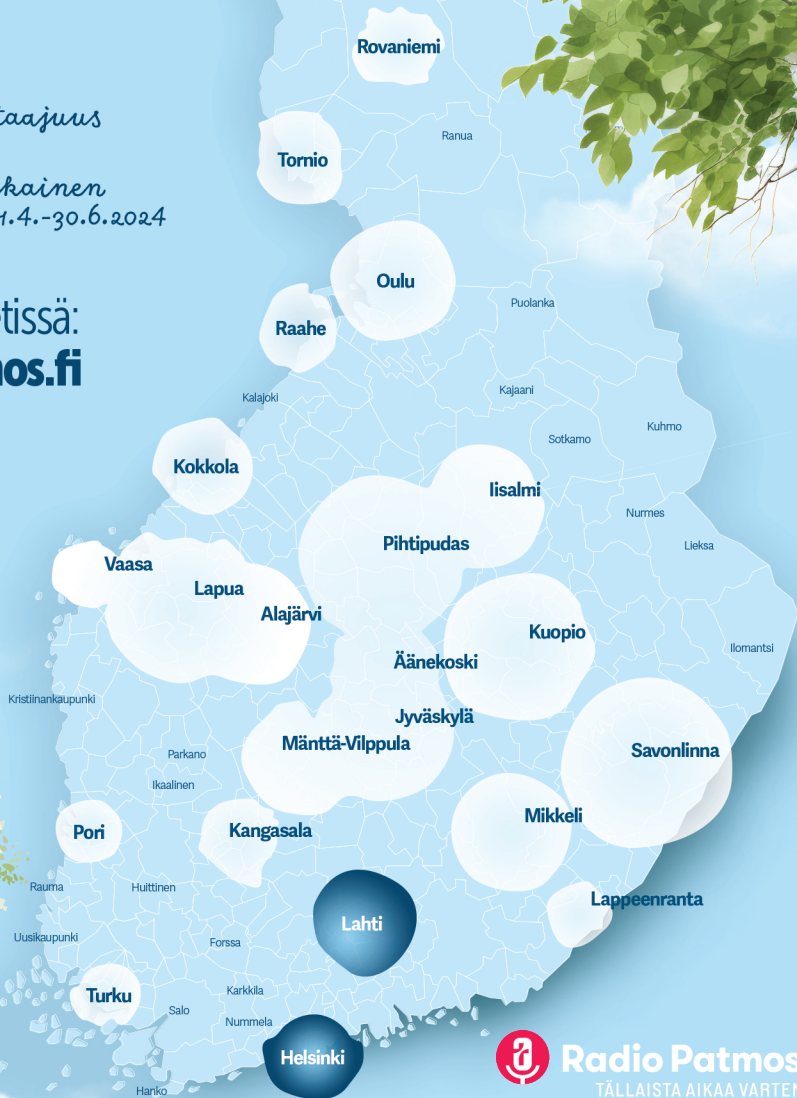 Rovaniemi
taajuus
Ranua
Tornio
kainen
1.4.-30.6.2024
Oulu
tissä:
Puolanka
Raahe
os.fi
Kajaani
Kalajoki
Kuhmo
Sotkamo
Kokkola
Iisalmi
Nurmes
Pihtipudas
Lieksa
Vaasa
Lapua
Alajärvi
Kuopio
Ilomantsi
Äänekoski
Kristiinankaupunki
Jyväskylä
Mänttä-Vilppula
Savonlinna
Parkano
Ikaalinen
Mikkeli
Kangasala
Pori
Rauma
Huittinen
Lappeenranta
Lahti
Uusikaupunki
Forssa
Karkkila
Turku
Salo
Nummela
Helsinki
Radio Patmos
TÄLLAISTA AIKAA VARTEN
Hanko